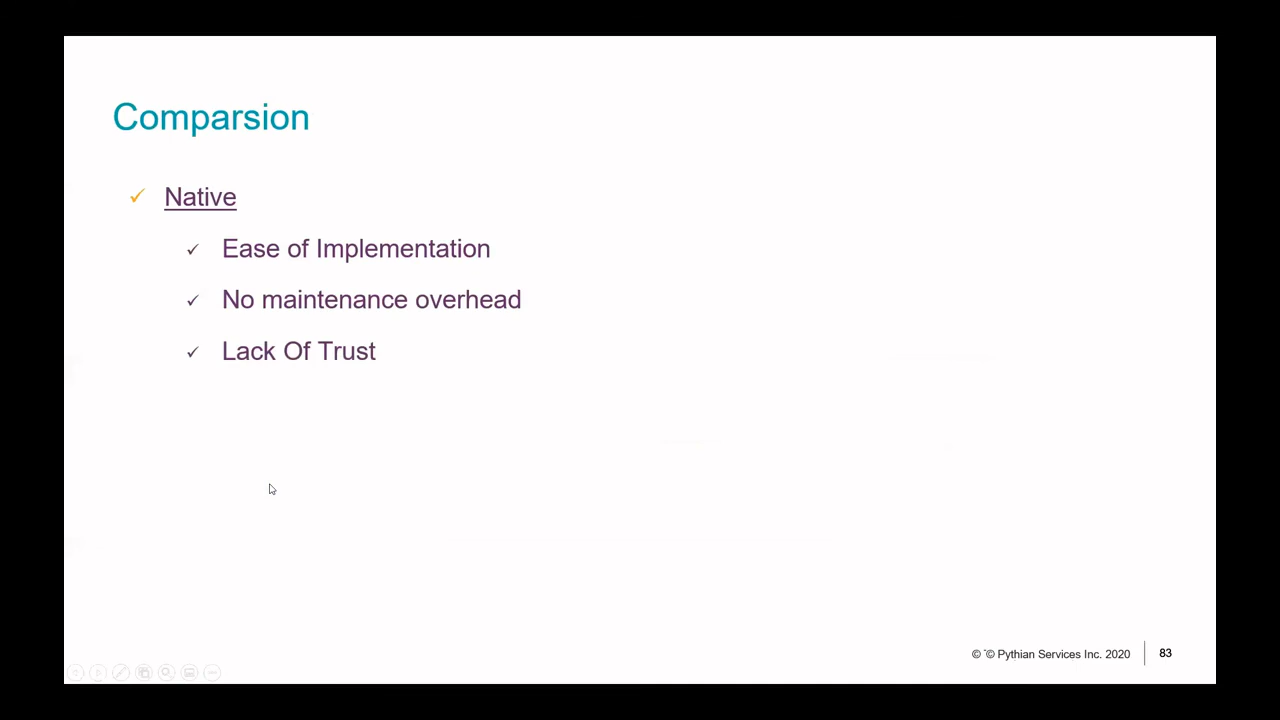 Comparsion
Native
Ease of Implementation
No maintenance overhead
Lack Of Trust
© ˜© Pythian Services Inc. 2020
83